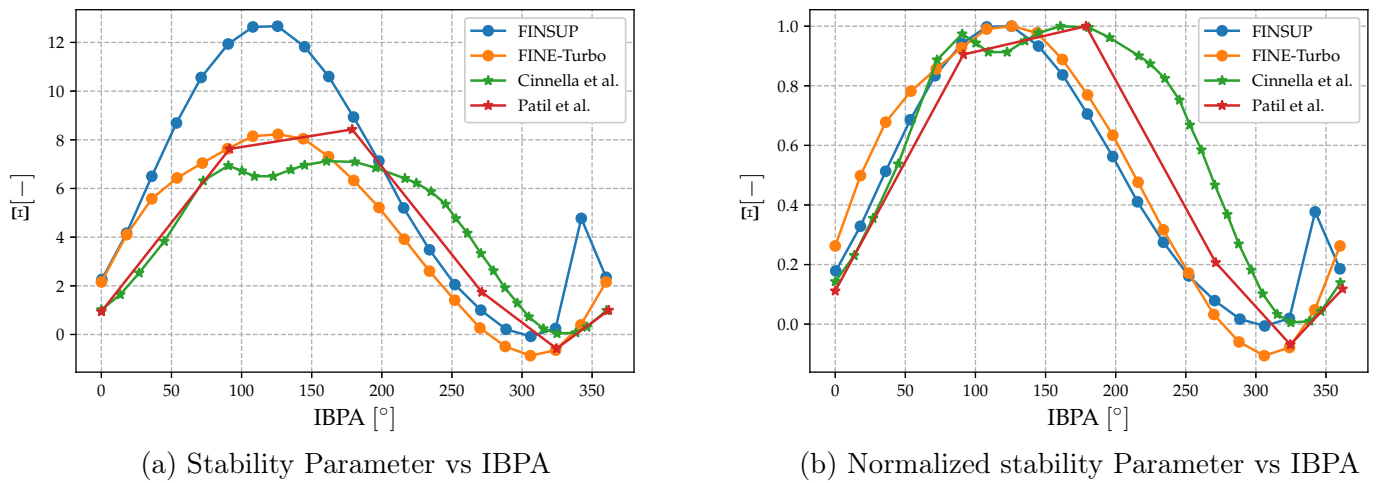 12
10
8
6
4
2
0
Ξ[−]
0 50 100 150 200 250 300 350
IBPA [°]
FINSUP
FINE-Turbo
Cinnella et al.
Patil et al.
(a) Stability Parameter vs IBPA
1.0
0.8
0.6
0.4
0.2
0.0
Ξ[−]
0 50 100 150 200 250 300 350
IBPA [°]
FINSUP
FINE-Turbo
Cinnella et al.
Patil et al.
(b) Normalized stability Parameter vs IBPA